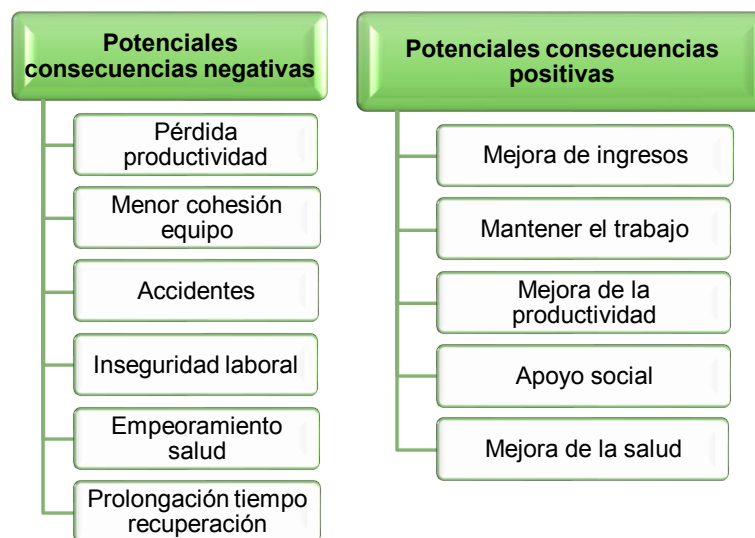 Potenciales
consecuencias negativas
Pérdida
productividad
Menor cohesión
equipo
Accidentes
Inseguridad laboral
Empeoramiento
salud
Prolongación tiempo
recuperación
Potenciales consecuencias
positivas
Mejora de ingresos
Mantener el trabajo
Mejora de la
productividad
Apoyo social
Mejora de la salud